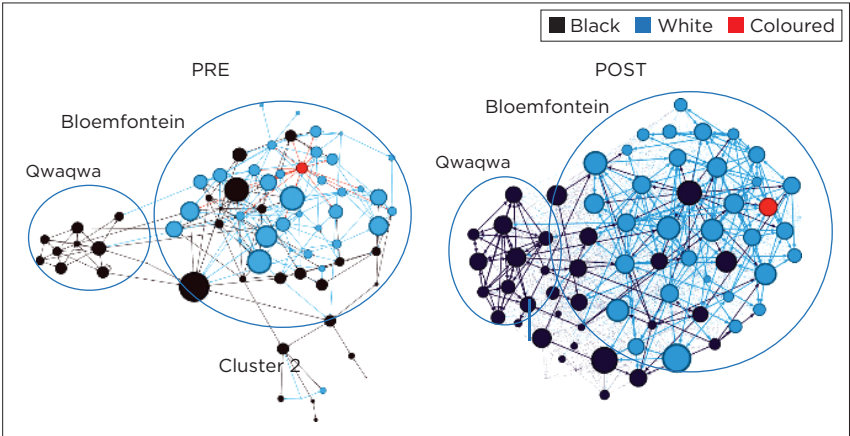 Black White Coloured
PRE
POST
Bloemfontein
Qwaqwa
Cluster 2
Bloemfontein
Qwaqwa